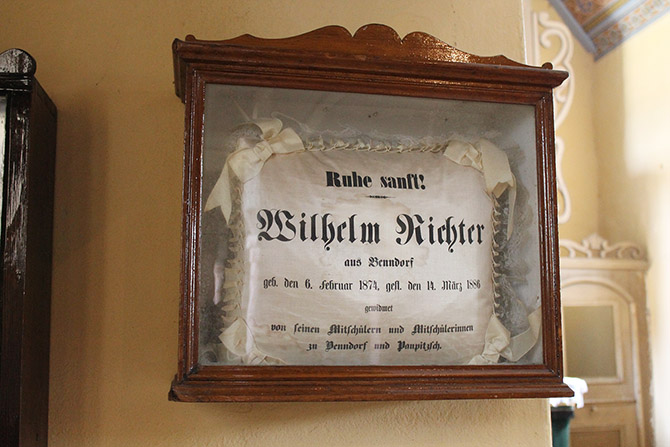 Ruhe sanft!
Wilhelm Richter
aus Benndorf
geb. den 6. Februar 1874, gest. den 14. März 1886
gewidmet
von seinen Mitschülern und Mitschülerinnen
zu Benndorf und Paupitzsch.